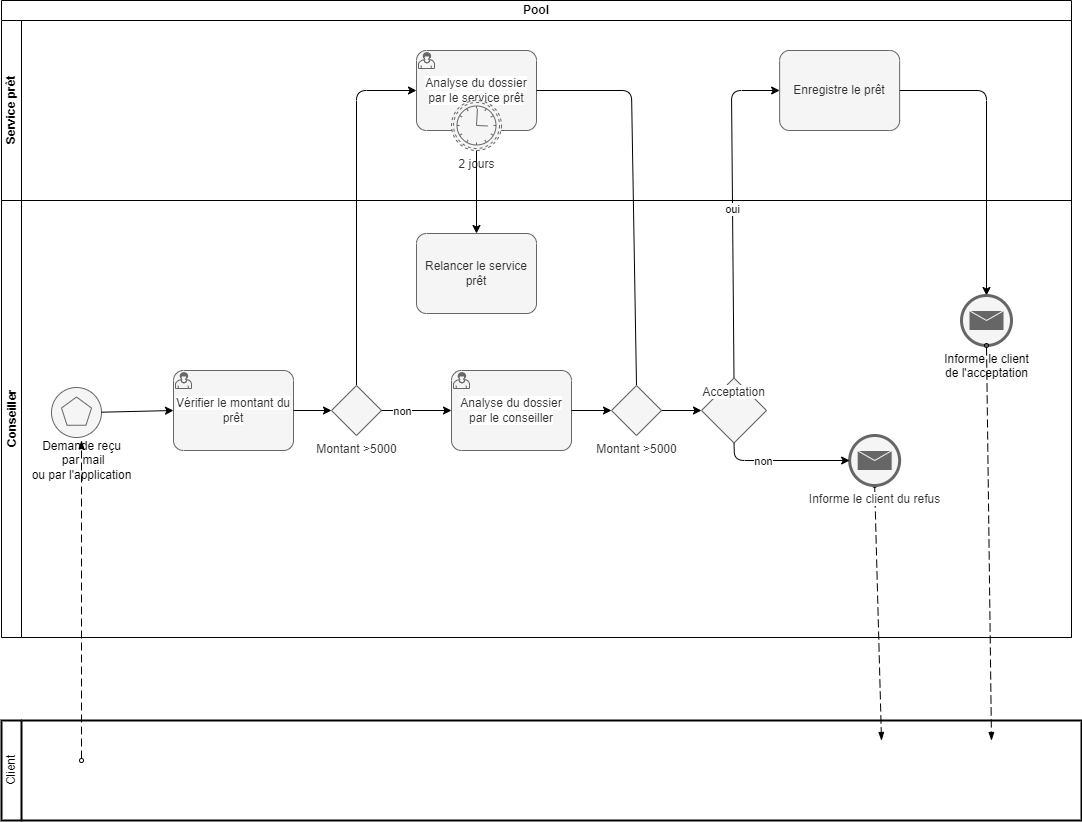 Pool
Service prêt
Analyse du dossier
par le service prêt
2 jours
Enregistre le prêt
oui
Conseiller
Relancer le service
prêt
Demande reçu
par mail
ou par l'application
Vérifier le montant du
prêt
Montant >5000
non
Analyse du dossier
par le conseiller
Montant >5000
Acceptation
non
Informe le client du refus
Informe le client
de l'acceptation
Client